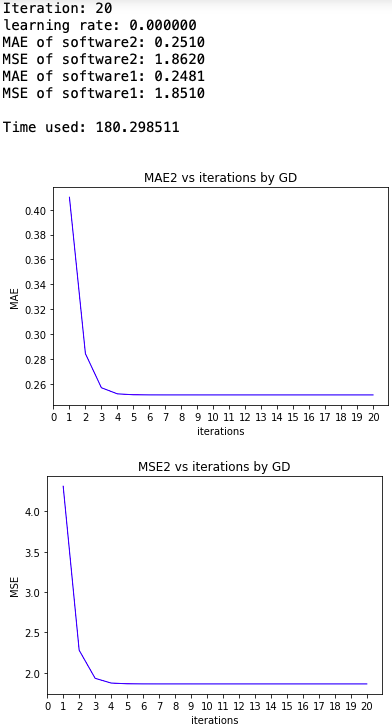 Iteration: 20
learning rate: 0.000000
MAE of software2: 0.2510
MSE of software2: 1.8620
MAE of software1: 0.2481
MSE of software1: 1.8510
Time used: 180.298511
MAE2 vs iterations by GD
0.40
0.38
0.36
0.34
0.32
0.30
0.28
0.26
MAE
0 1 2 3 4 5 6 7 8 9 10 11 12 13 14 15 16 17 18 19 20
iterations
MSE2 vs iterations by GD
4.0
3.5
3.0
2.5
2.0
MSE
0 1 2 3 4 5 6 7 8 9 10 11 12 13 14 15 16 17 18 19 20
iterations